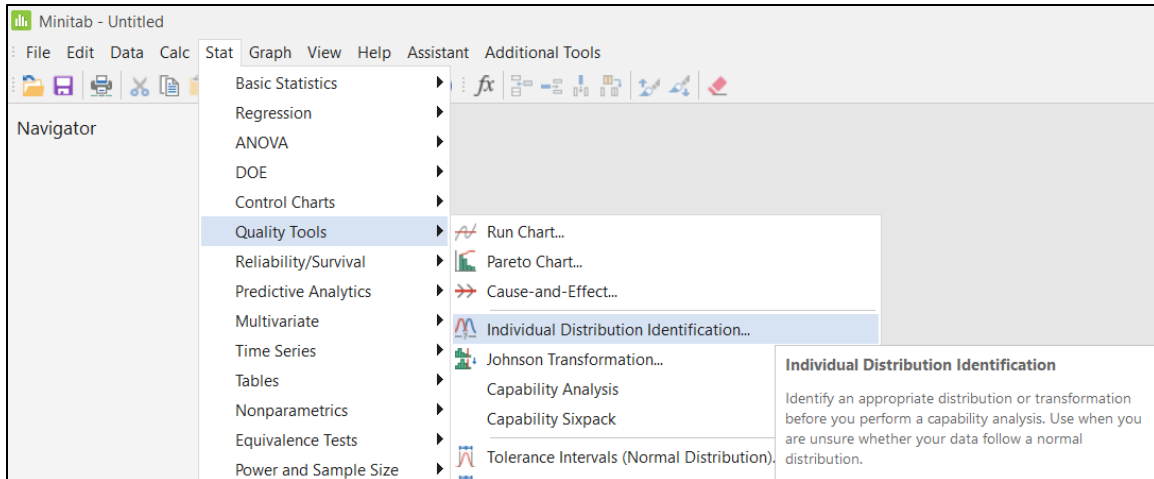 Minitab - Untitled
File Edit Data Calc Stat Graph View Help Assistant Additional Tools
fx
Navigator
Basic Statistics
Regression
ANOVA
DOE
Control Charts
Quality Tools
Reliability/Survival
Predictive Analytics
Multivariate
Time Series
Tables
Nonparametrics
Equivalence Tests
Power and Sample Size
Run Chart...
Pareto Chart...
Cause-and-Effect...
Individual Distribution Identification...
Johnson Transformation...
Capability Analysis
Capability Sixpack
Tolerance Intervals (Normal Distribution).
Individual Distribution Identification
Identify an appropriate distribution or transformation
before you perform a capability analysis. Use when you
are unsure whether your data follow a normal
distribution.